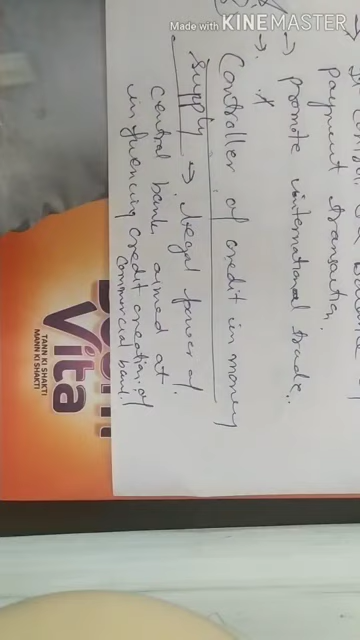 Made with KINEMASTER
payment transaction.
→ promote international trade..
→ x
Controller of credit in money
supply → legal power of
central bank aimed at
influencing credit creation of
commercial bank.
Vita
TANN KI SHAKTI
MANN KI SHAKTI